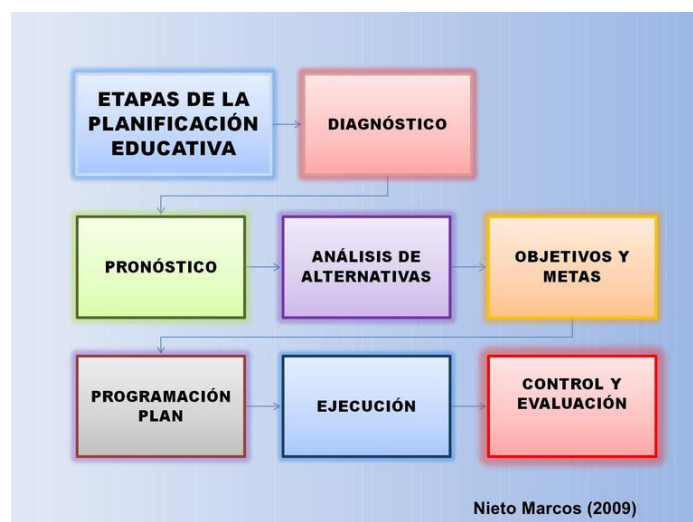 ETAPAS DE LA
PLANIFICACIÓN
EDUCATIVA
DIAGNÓSTICO
PRONÓSTICO
ANÁLISIS DE
ALTERNATIVAS
OBJETIVOS Y
METAS
PROGRAMACIÓN
PLAN
EJECUCIÓN
CONTROL Y
EVALUACIÓN
Nieto Marcos (2009)